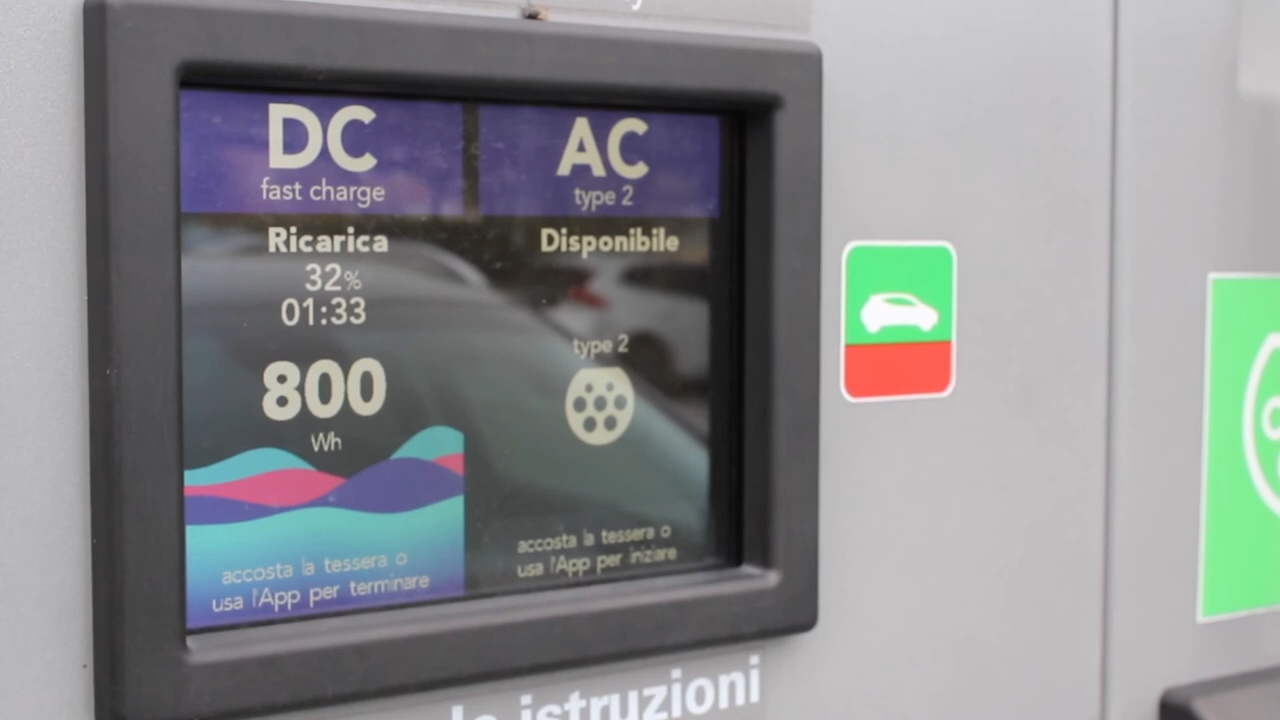 DC
fast charge
Ricarica
32%
01:33
800
Wh
accosta la tessera o
usa l'App per terminare
AC
type 2
Disponibile
type 2
accosta la tessera o
usa l'App per iniziare
istruzioni